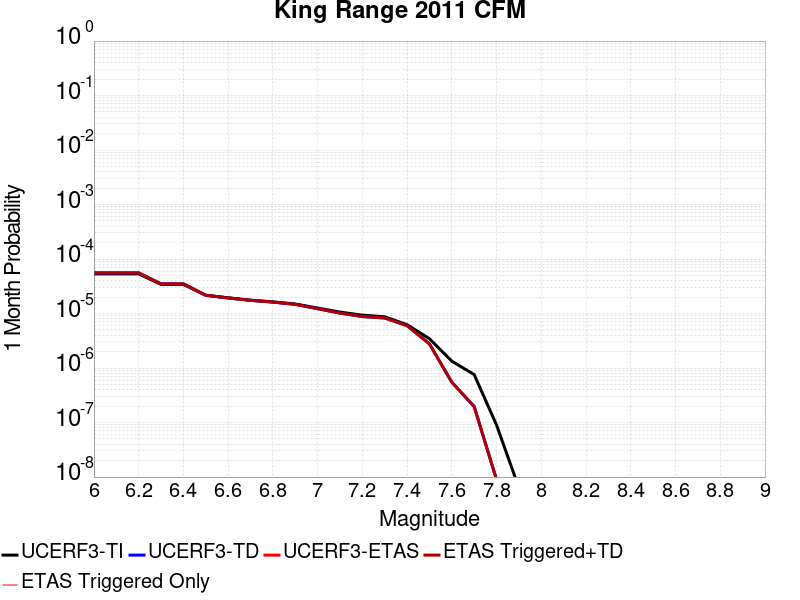 King Range 2011 CFM
10^0
10^-1
10^-2
10^-3
10^-4
10^-5
10^-6
10^-7
10^-8
1 Month Probability
6 6.2 6.4 6.6 6.8 7 7.2 7.4 7.6 7.8 8 8.2 8.4 8.6 8.8 9
Magnitude
UCERF3-TI UCERF3-TD UCERF3-ETAS ETAS Triggered+TD
ETAS Triggered Only